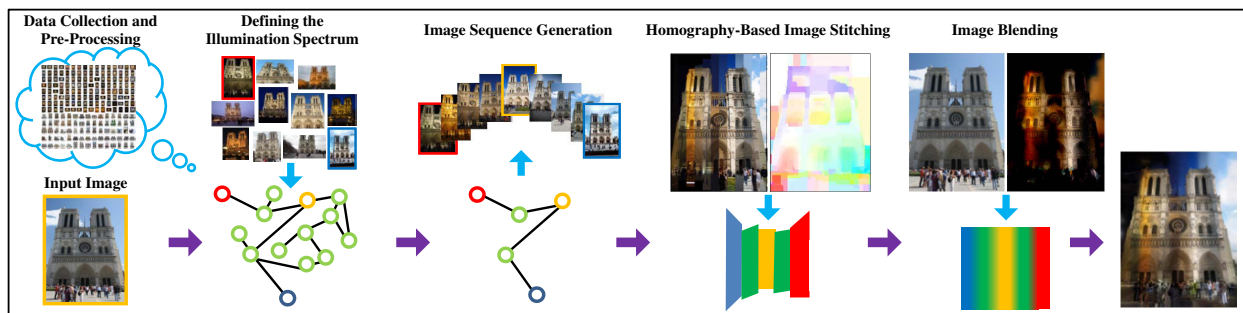 Data Collection and
Pre-Processing
Defining the
Illumination Spectrum
Image Sequence Generation
Homography-Based Image Stitching
Image Blending
Input Image